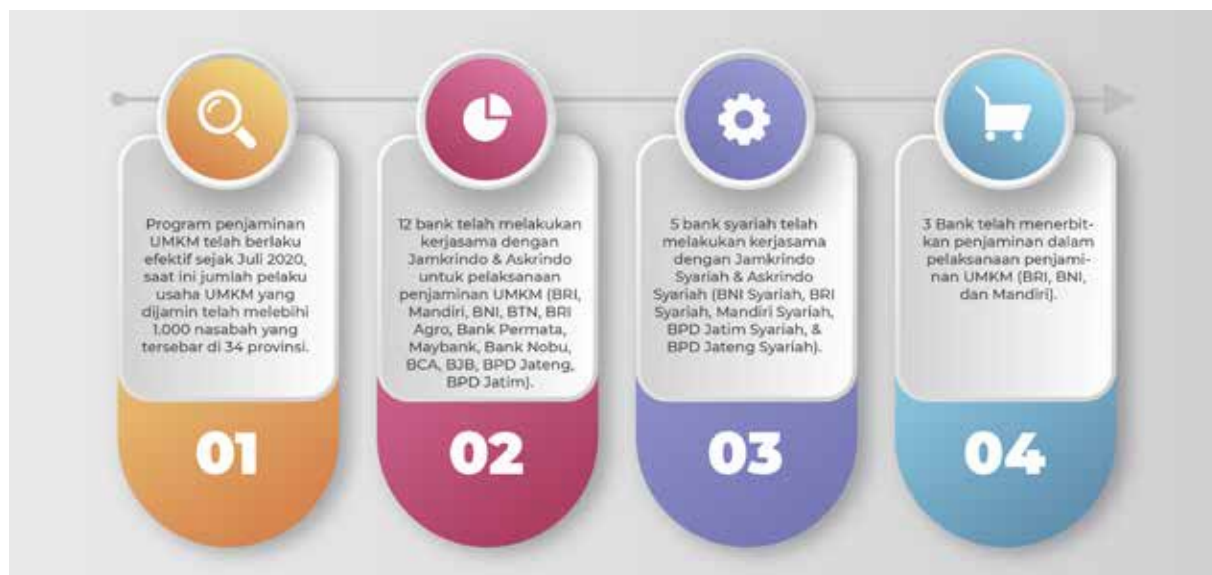 Program penjaminan
UMKM telah berlaku
efektif sejak Juli 2020,
saat ini jumlah pelaku
usaha UMKM yang
dijamin telah melebihi
1.000 nasabah yang
tersebar di 34 provinsi.
01
12 bank telah melakukan
kerjasama dengan
Jamkrindo & Askrindo
untuk pelaksanaan
penjaminan UMKM (BRI,
Mandiri, BNI, BTN, BRI
Agro, Bank Permata,
Maybank, Bank Nobu,
BCA, BJB, BPD Jateng,
BPD Jatim).
02
5 bank syariah telah
melakukan kerjasama
dengan Jamkrindo
Syariah & Askrindo
Syariah (BNI Syariah, BRI
Syariah, Mandiri Syariah,
BPD Jatim Syariah, &
BPD Jateng Syariah).
03
3 Bank telah menerbit-
kan penjaminan dalam
pelaksanaan penjami-
nan UMKM (BRI, BNI,
dan Mandiri).
04